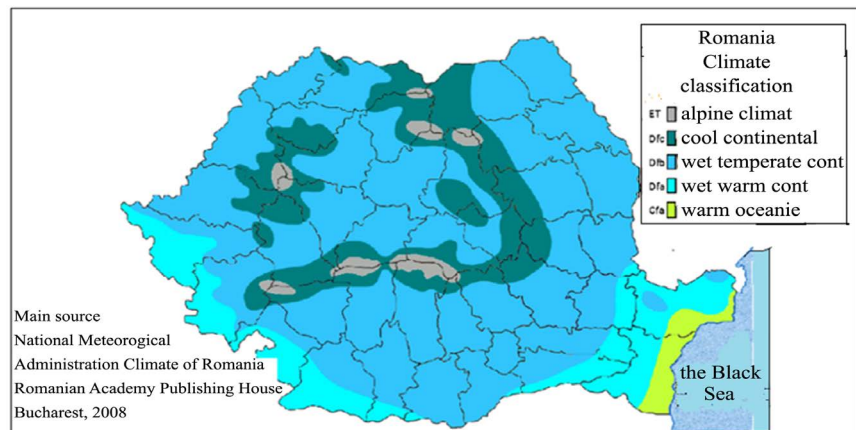 Romania
Climate
classification
ET alpine climat
Dfc cool continental
Dfb wet temperate cont
Dfa wet warm cont
Cfa warm oceanie
Main source
National Meteorogical
Administration Climate of Romania
Romanian Academy Publishing House
Bucharest, 2008
the Black
Sea